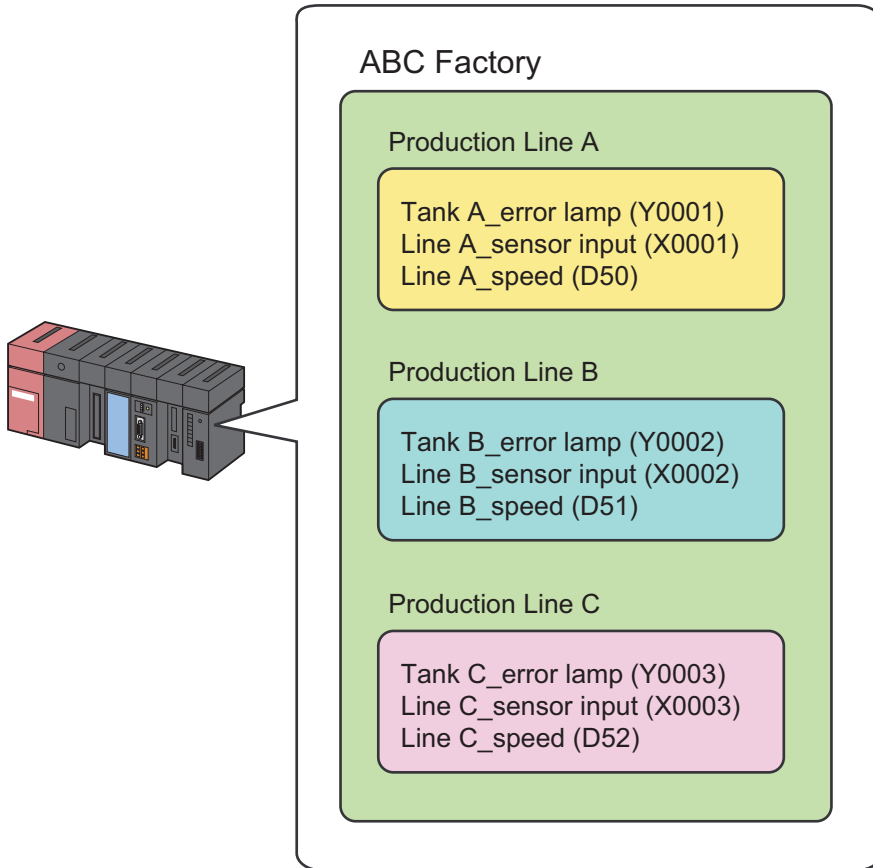 ABC Factory
Production Line A
Tank A_error lamp (Y0001)
Line A_sensor input (X0001)
Line A_speed (D50)
Production Line B
Tank B_error lamp (Y0002)
Line B_sensor input (X0002)
Line B_speed (D51)
Production Line C
Tank C_error lamp (Y0003)
Line C_sensor input (X0003)
Line C_speed (D52)